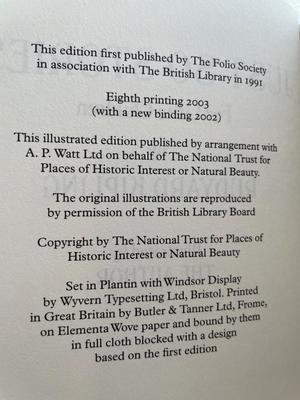 This edition first published by The Folio Society
in association with The British Library in 1991
Eighth printing 2003
(with a new binding 2002)
This illustrated edition published by arrangement with
A. P. Watt Ltd on behalf of The National Trust for
Places of Historic Interest or Natural Beauty.
The original illustrations are reproduced
by permission of the British Library Board
Copyright by The National Trust for Places of
Historic Interest or Natural Beauty
Set in Plantin with Windsor Display
by Wyvern Typesetting Ltd, Bristol. Printed
in Great Britain by Butler & Tanner Ltd, Frome,
on Elementa Wove paper and bound by them
in full cloth blocked with a design
based on the first edition